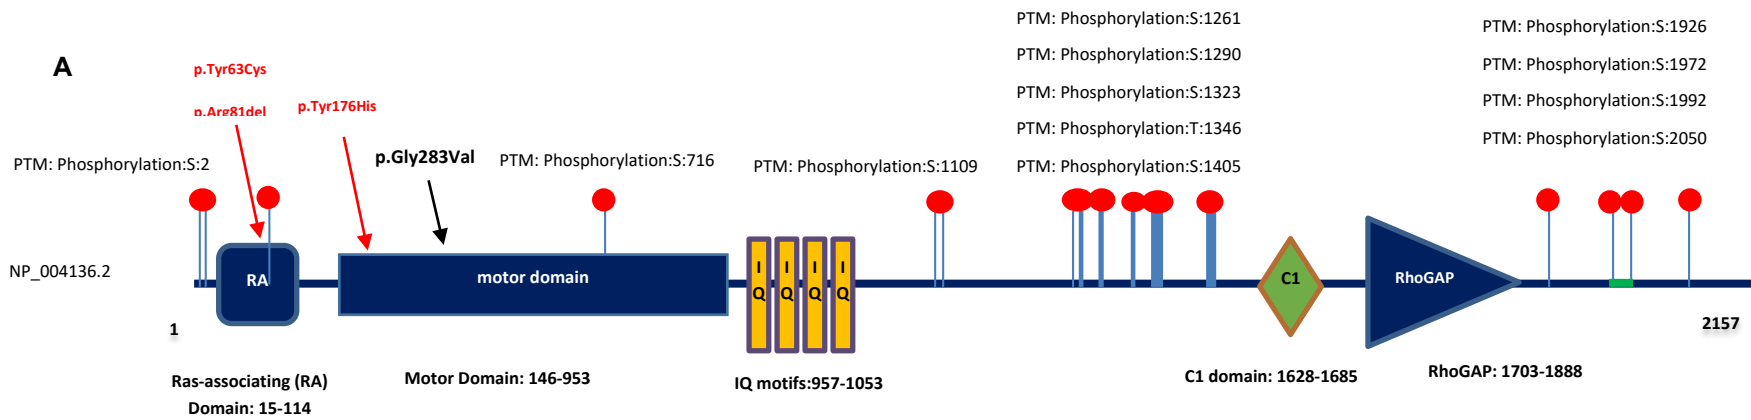 A
PTM: Phosphorylation:S:1261
PTM: Phosphorylation:S:1290
PTM: Phosphorylation:S:1323
PTM: Phosphorylation:T:1346
PTM: Phosphorylation:S:1405
PTM: Phosphorylation:S:1926
PTM: Phosphorylation:S:1972
PTM: Phosphorylation:S:1992
PTM: Phosphorylation:S:2050
p.Tyr63Cys
p.Arg81del
p.Tyr176His
p.Gly283Val
PTM: Phosphorylation:S:2
PTM: Phosphorylation:S:716
PTM: Phosphorylation:S:1109
NP_004136.2
RA
motor domain
I Q
I Q
I Q
I Q
C1
RhoGAP
1
2157
Ras-associating (RA)
Domain: 15-114
Motor Domain: 146-953
IQ motifs:957-1053
C1 domain: 1628-1685
RhoGAP: 1703-1888